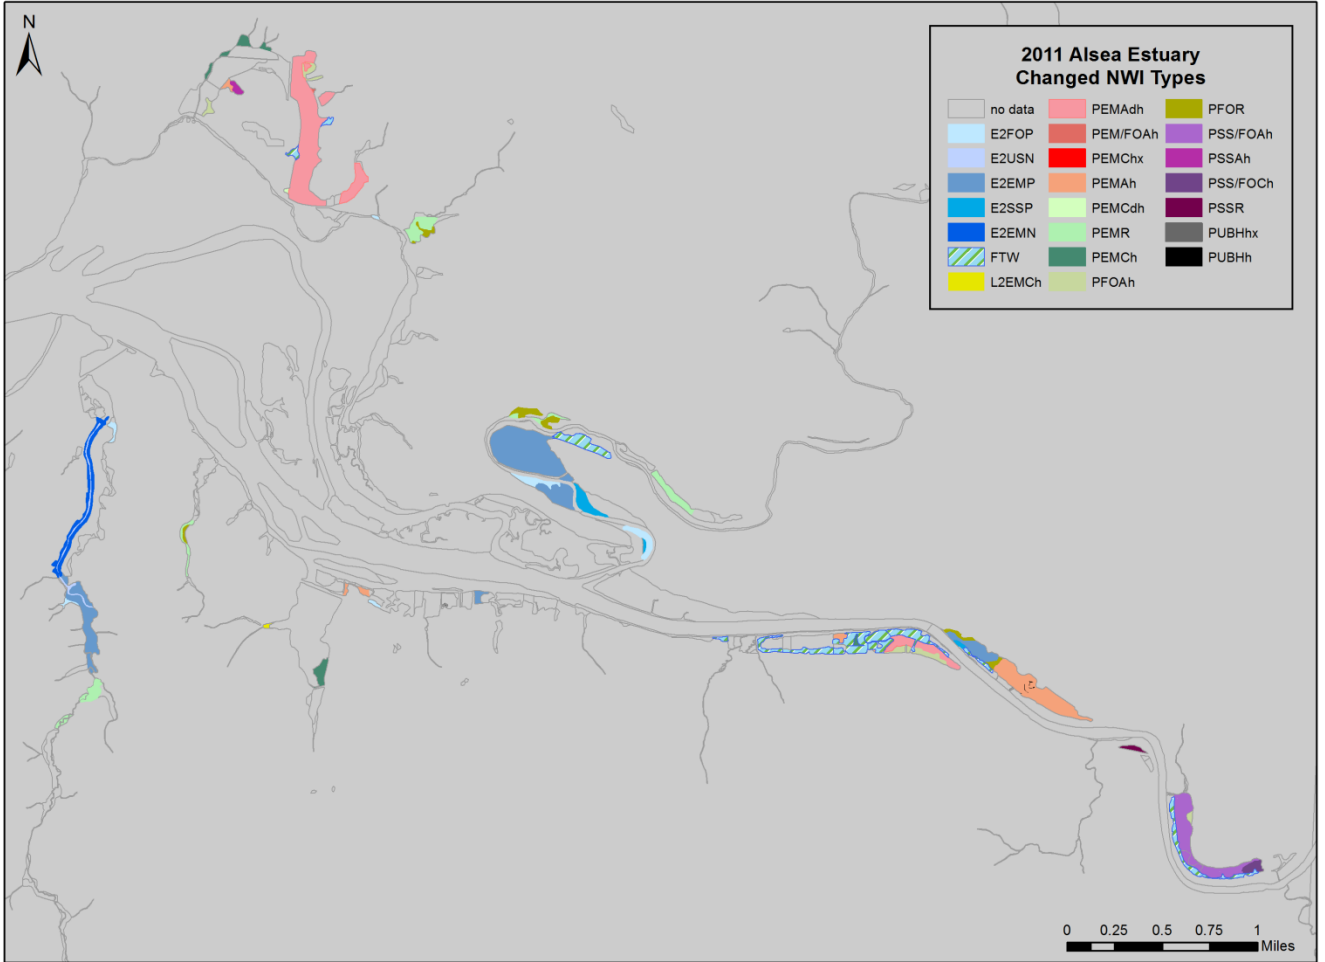 N
2011 Alsea Estuary
Changed NWI Types
no data
E2FOP
E2USN
E2EMP
E2SSP
E2EMN
FTW
L2EMCh
PEMAdh
PEM/FOAh
PEMChx
PEMAh
PEMCdh
PEMR
PEMCh
PFOAh
PFOR
PSS/FOAh
PSSAh
PSS/FOCh
PSSR
PUBHhx
PUBHh
0 0.25 0.5 0.75 1
Miles